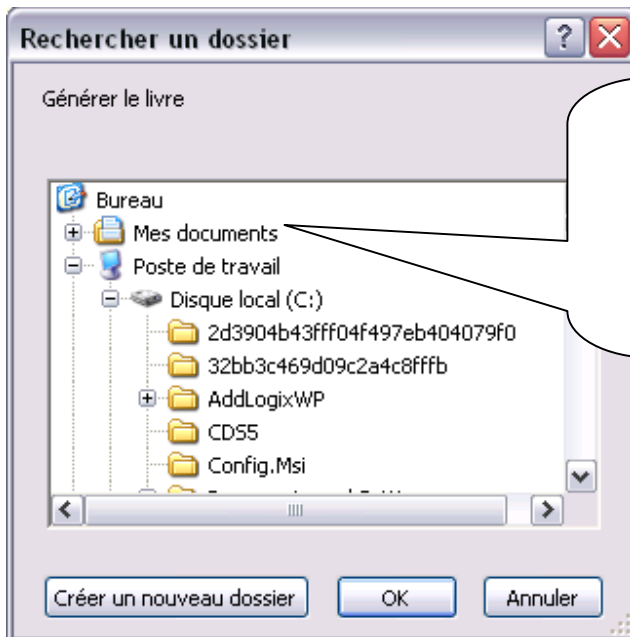 Rechercher un dossier
Générer le livre
Bureau
Mes documents
Poste de travail
Disque local (C:)
2d3904b43fff04f497eb404079f0
32bb3c469d09c2a4c8fffb
AddLogixWP
CDS5
Config.Msi
Créer un nouveau dossier
OK
Annuler